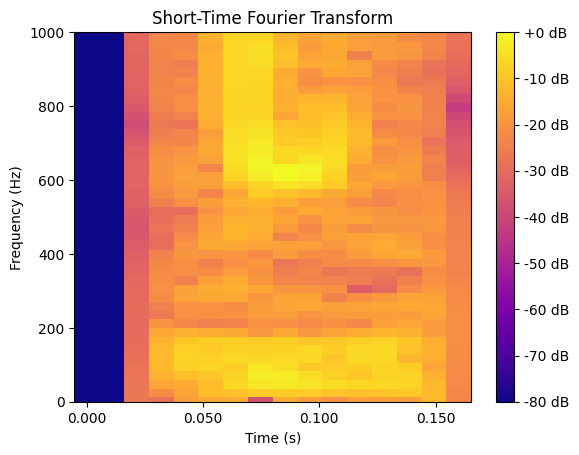 Short-Time Fourier Transform
1000
800
600
400
200
0
Frequency (Hz)
0.000
0.050
0.100
0.150
Time (s)
+0 dB
-10 dB
-20 dB
-30 dB
-40 dB
-50 dB
-60 dB
-70 dB
-80 dB